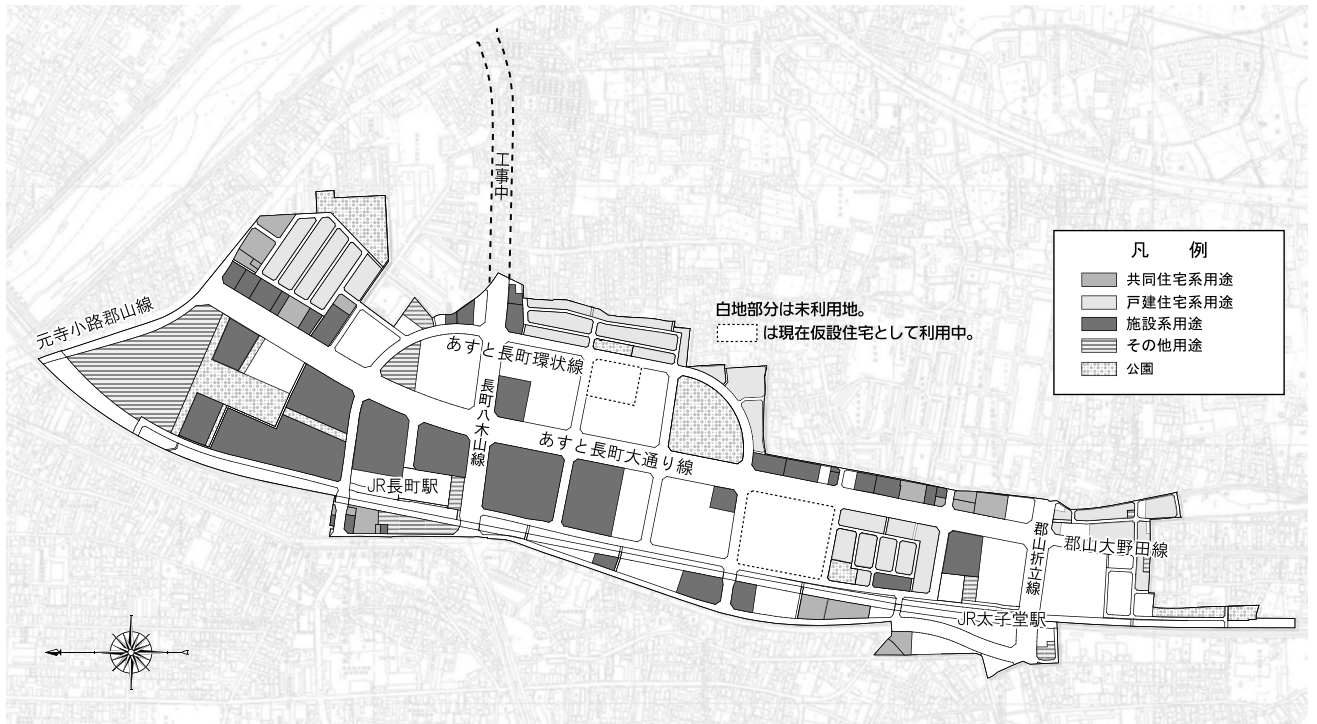 工事中
元寺小路郡山線
あすと長町環状線
長町八木山線
あすと長町大通り線
JR長町駅
白地部分は未利用地。
は現在仮設住宅として利用中。
凡 例
共同住宅系用途
戸建住宅系用途
施設系用途
その他用途
公園
郡山折立線
郡山大野田線
JR太子堂駅